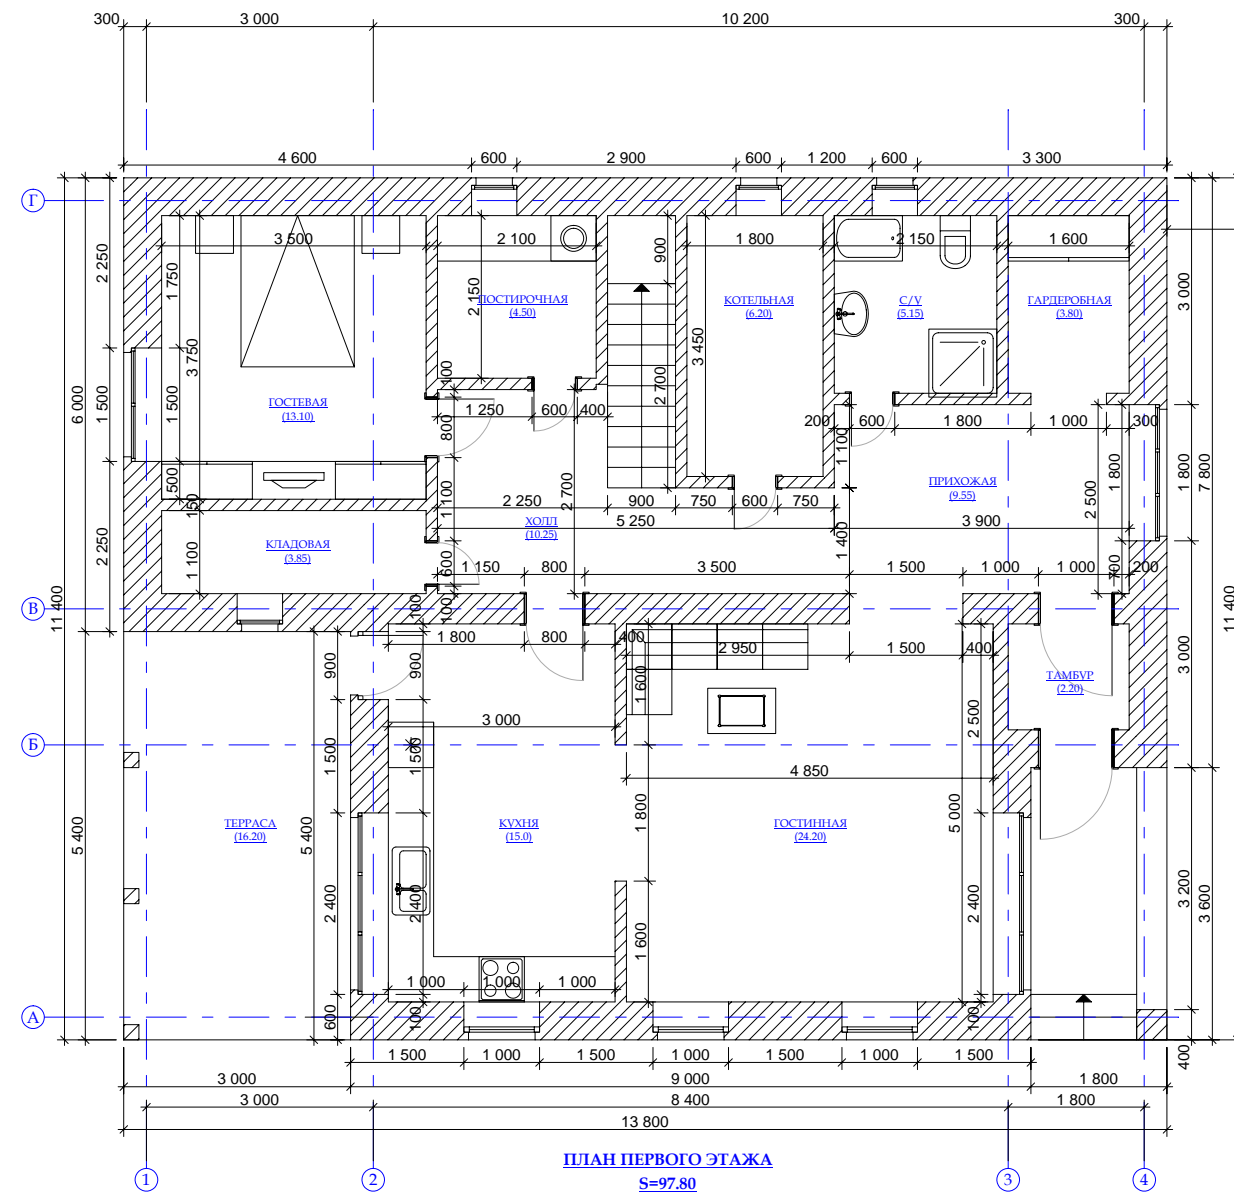 300 3 000 10 200 300
4 600 600 2 900 600 1 200 600 3 300
Г
3 500 2 100 900 1 800 2 150 1 600
2 250 1 750 3 000
ПОСТИРОЧНАЯ
(4.50)
2 150
КОТЕЛЬНАЯ
(6.20)
С/V
(5.15)
ГАРДЕРОБНАЯ
(3.80)
3 750 3 450
6 000 1 500 1 500 100 2 700
ГОСТЕВАЯ
(13.10)
800 1 250 600 400 200 600 1 800 1 000 300
11 400 500 150 1 100 2 700 1 100 1 800 2 500 1 800 7 800 11 400
ПРИХОЖАЯ
(9.55)
2 250 900 750 600 750
ХОЛЛ
(10.25)
5 250 3 900
КЛАДОВАЯ
(3.85)
2 250 1 100 600 1 400 700
1 150 800 3 500 1 500 1 000 1 000 200
В
100 100
1 800 800 400 2 950 1 500 400
900 900 1 600 3 000
ТАМБVР
(2.20)
3 000 2 500
Б
1 500 1 500 4 850
5 400 5 400 1 800 5 000
ТЕРРАСА
(16.20)
КVХНЯ
(15.0)
ГОСТИННАЯ
(24.20)
2 400 2 400 1 600 2 400 3 200 3 600
1 000 1 000 1 000
А
600 100 100 400
1 500 1 000 1 500 1 000 1 500 1 000 1 500
3 000 9 000 1 800
3 000 8 400 1 800
13 800
ПЛАН ПЕРВОГО ЭТАЖА
S=97.80
1 2 3 4